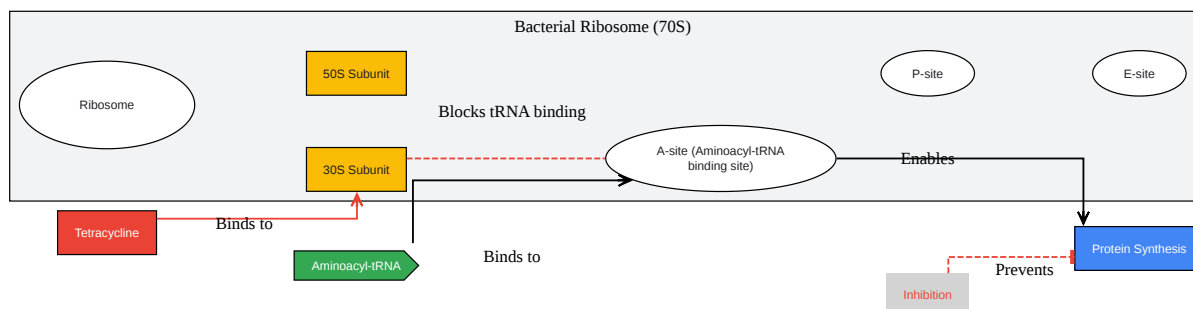 Bacterial Ribosome (70S)
50S Subunit
P-site
E-site
Ribosome
Blocks tRNA binding
A-site (Aminoacyl-tRNA
binding site)
Enables
30S Subunit
Tetracycline
Binds to
Aminoacyl-tRNA
Binds to
Protein Synthesis
Prevents
Inhibition